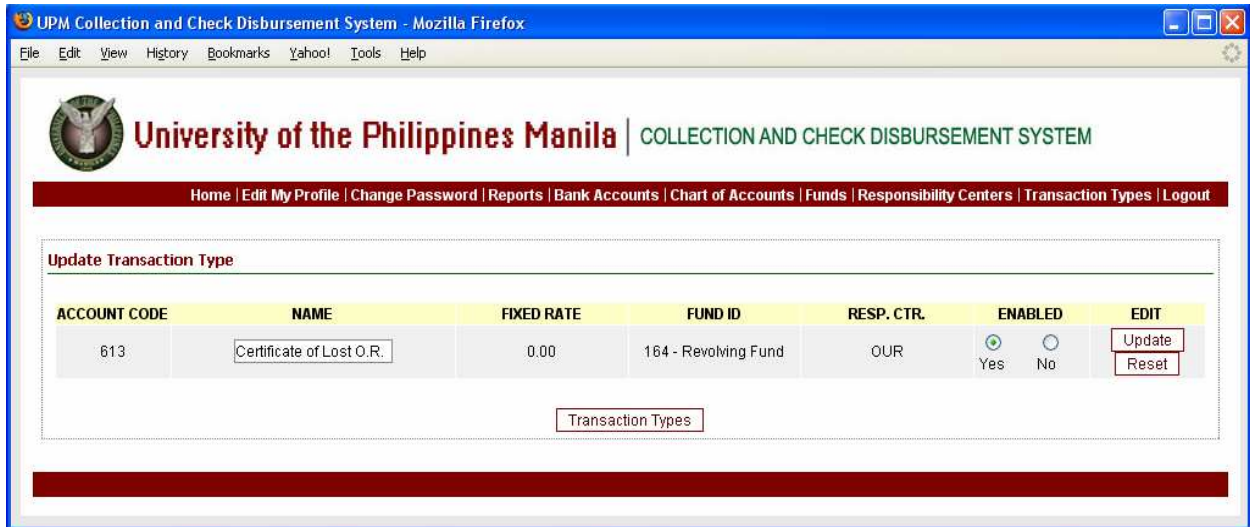 UPM Collection and Check Disbursement System - Mozilla Firefox
File Edit View History Bookmarks Yahoo! Tools Help
University of the Philippines Manila | COLLECTION AND CHECK DISBURSEMENT SYSTEM
Home | Edit My Profile | Change Password | Reports | Bank Accounts | Chart of Accounts | Funds | Responsibility Centers | Transaction Types | Logout
Update Transaction Type
ACCOUNT CODE NAME FIXED RATE FUND ID RESP. CTR. ENABLED EDIT
613 Certificate of Lost O.R. 0.00 164 - Revolving Fund OUR Yes No Update
Reset
Transaction Types